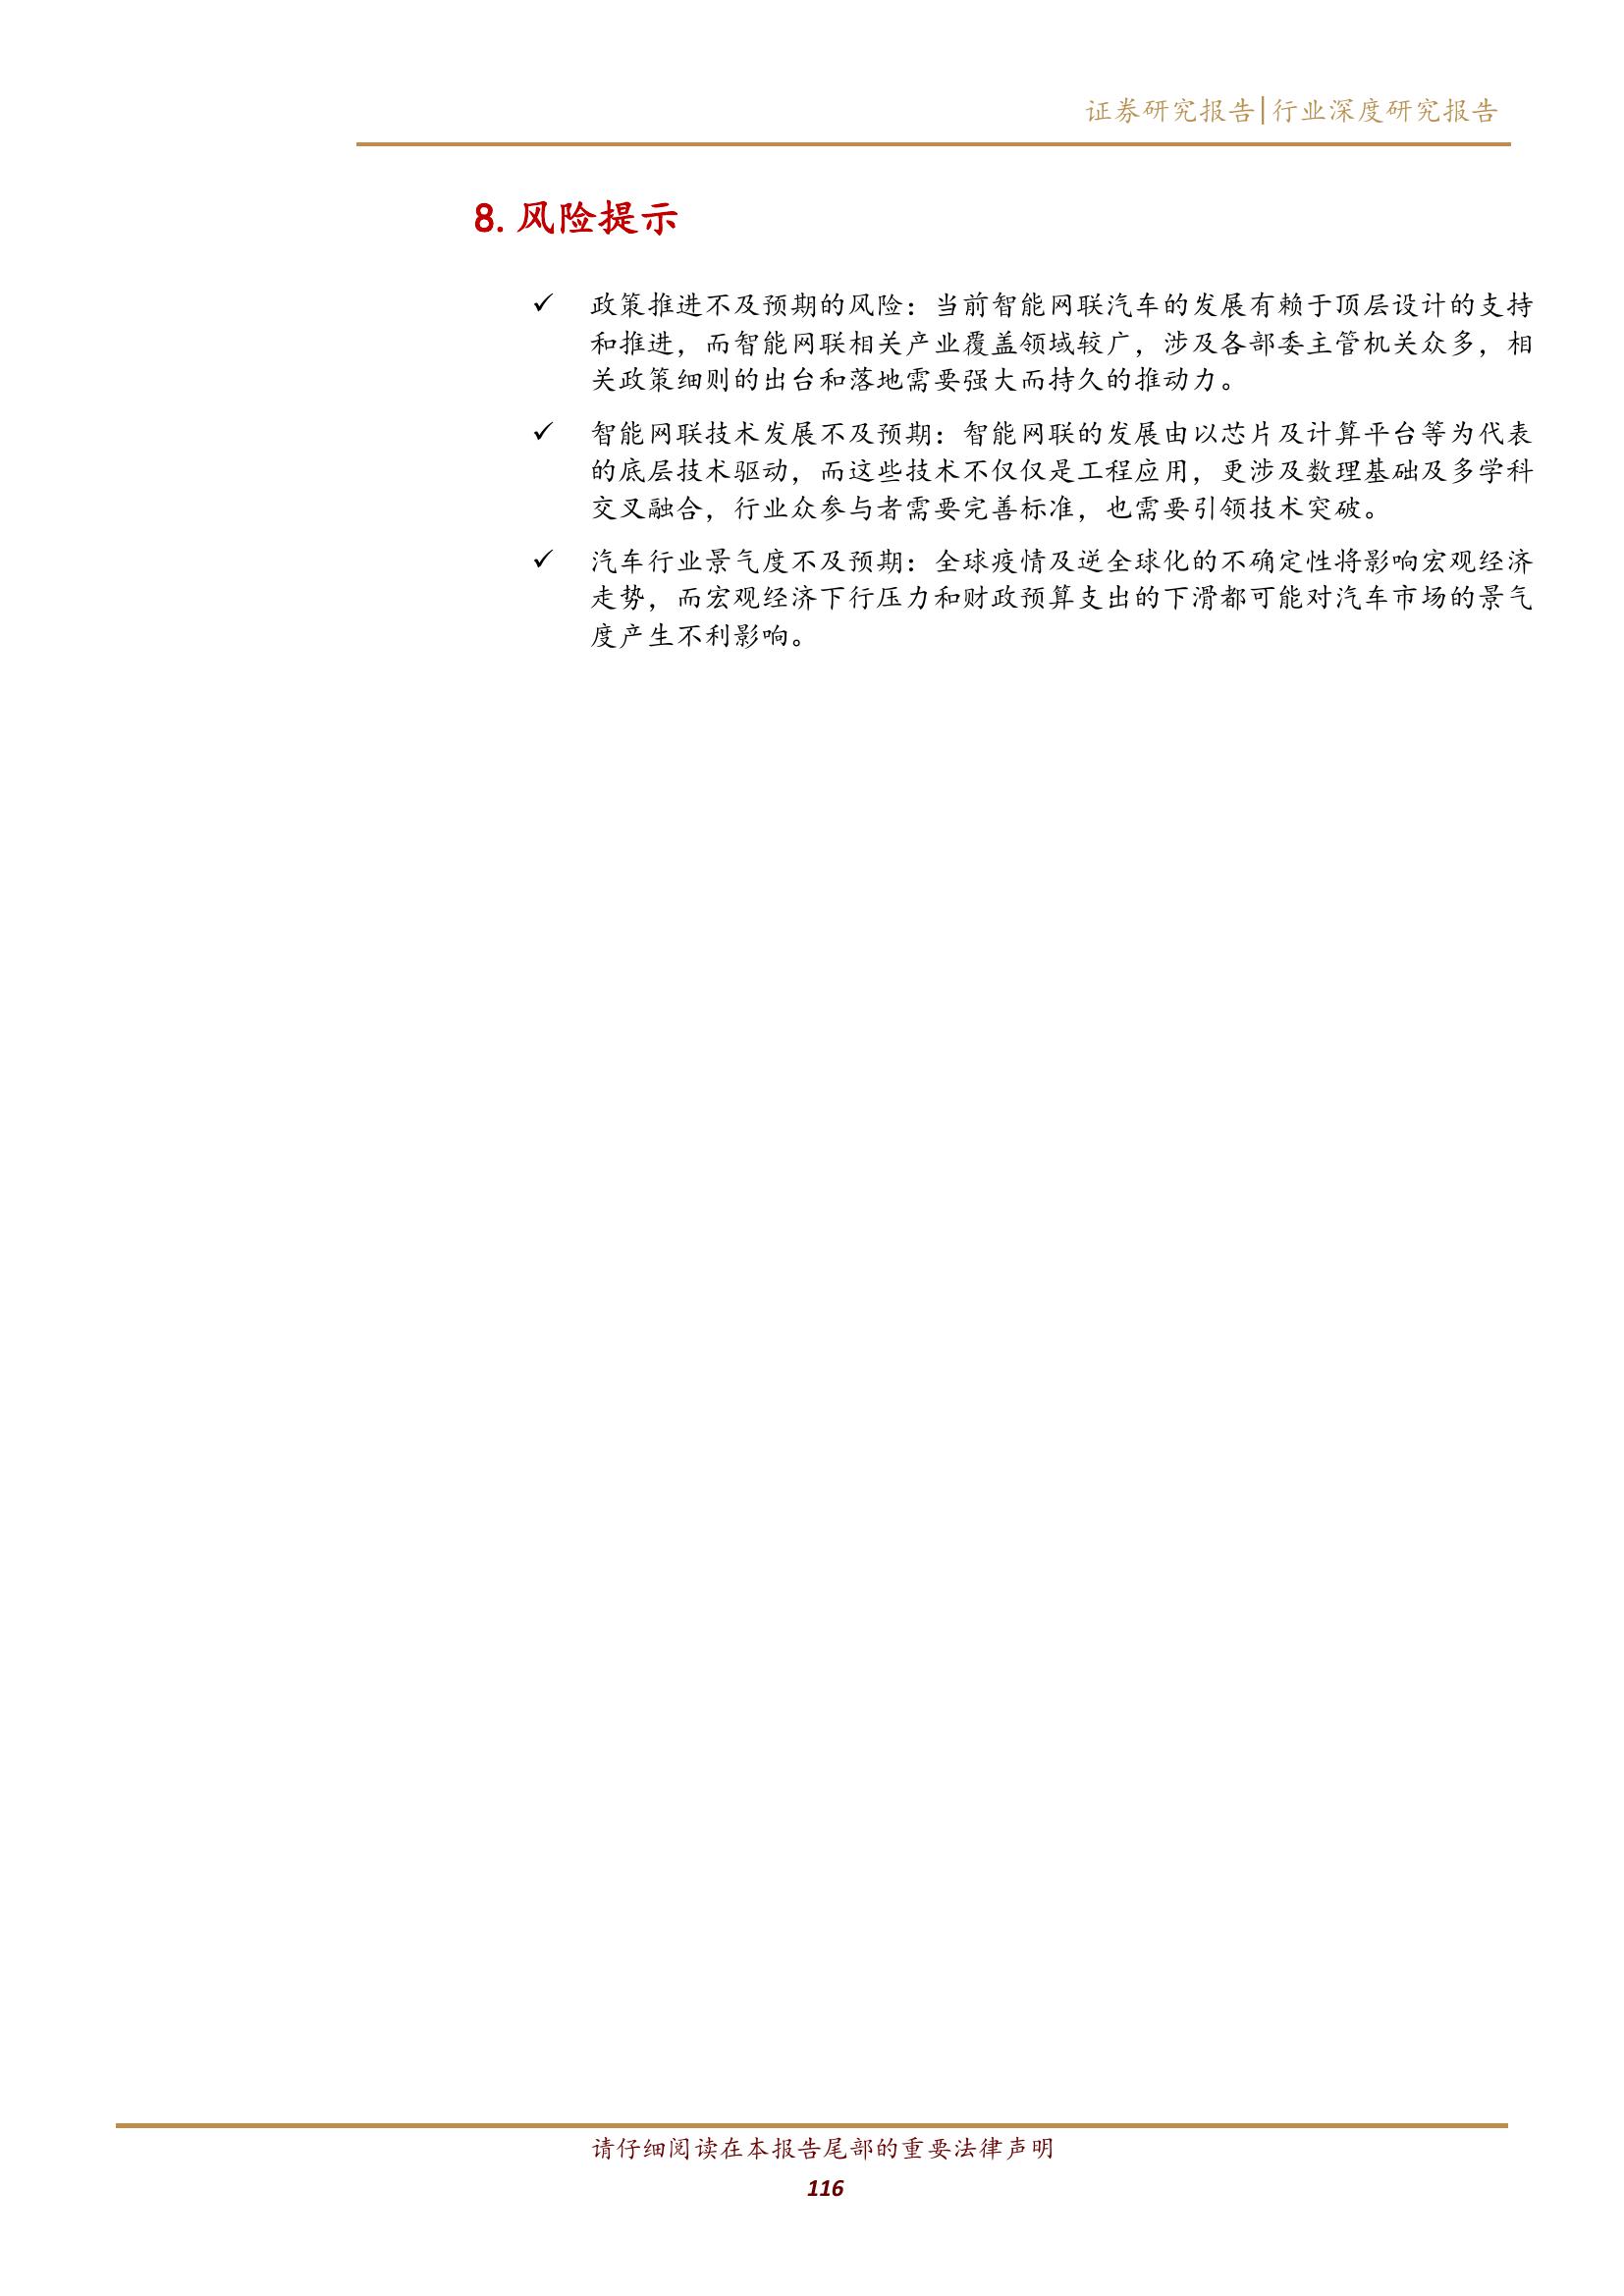 证券研究报告|行业深度研究报告
8. 风险提示
✓ 政策推进不及预期的风险：当前智能网联汽车的发展有赖于顶层设计的支持
和推进，而智能网联相关产业覆盖领域较广，涉及各部委主管机关众多，相
关政策细则的出台和落地需要强大而持久的推动力。
✓ 智能网联技术发展不及预期：智能网联的发展由以芯片及计算平台等为代表
的底层技术驱动，而这些技术不仅仅是工程应用，更涉及数理基础及多学科
交叉融合，行业众参与者需要完善标准，也需要引领技术突破。
✓ 汽车行业景气度不及预期：全球疫情及逆全球化的不确定性将影响宏观经济
走势，而宏观经济下行压力和财政预算支出的下滑都可能对汽车市场的景气
度产生不利影响。
请仔细阅读在本报告尾部的重要法律声明
116